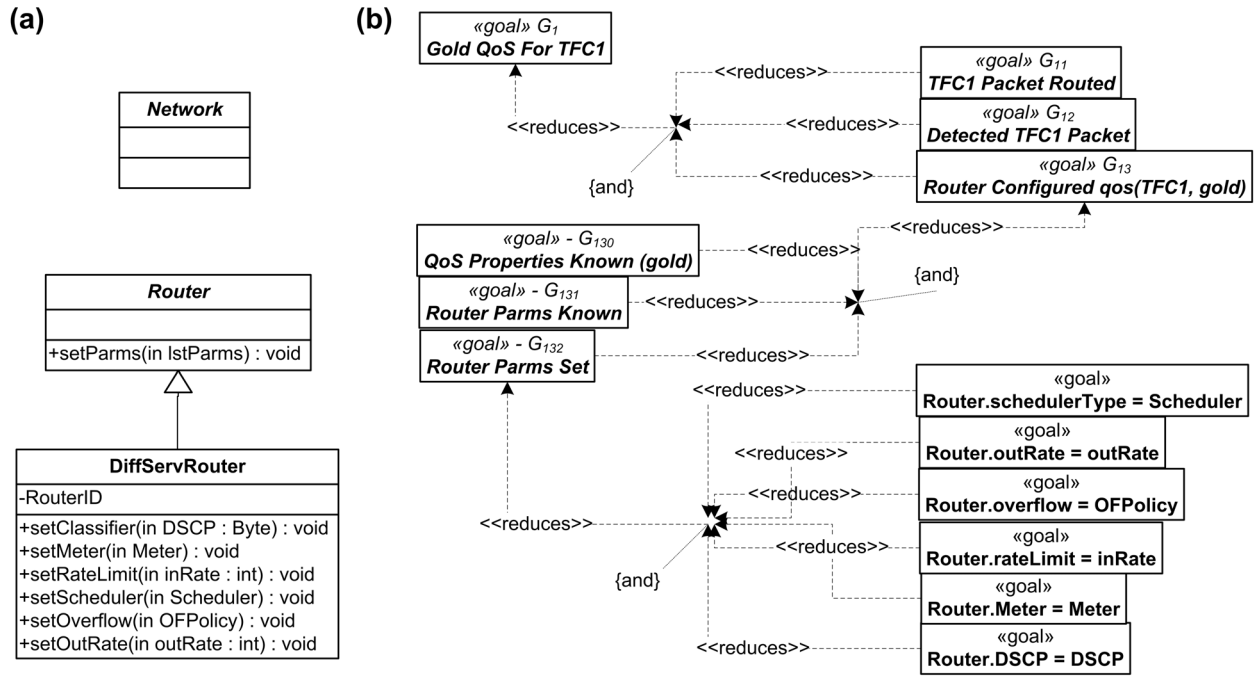 (a)
Network
Router
+setParms(in lstParms) : void
DiffServRouter
-RouterID
+setClassifier(in DSCP : Byte) : void
+setMeter(in Meter) : void
+setRateLimit(in inRate : int) : void
+setScheduler(in Scheduler) : void
+setOverflow(in OFPolicy) : void
+setOutRate(in outRate : int) : void
(b)
«goal» G1
Gold QoS For TFC1
<<reduces>>
«goal» G11
TFC1 Packet Routed
<<reduces>>
<<reduces>>
«goal» G12
Detected TFC1 Packet
{and}
<<reduces>>
«goal» G13
Router Configured qos(TFC1, gold)
<<reduces>>
«goal» - G130
QoS Properties Known (gold)
<<reduces>>
{and}
«goal» - G131
Router Parms Known
<<reduces>>
«goal» - G132
Router Parms Set
<<reduces>>
<<reduces>>
«goal»
Router.schedulerType = Scheduler
<<reduces>>
«goal»
Router.outRate = outRate
<<reduces>>
«goal»
Router.overflow = OFPolicy
<<reduces>>
<<reduces>>
«goal»
Router.rateLimit = inRate
{and}
«goal»
Router.Meter = Meter
<<reduces>>
«goal»
Router.DSCP = DSCP